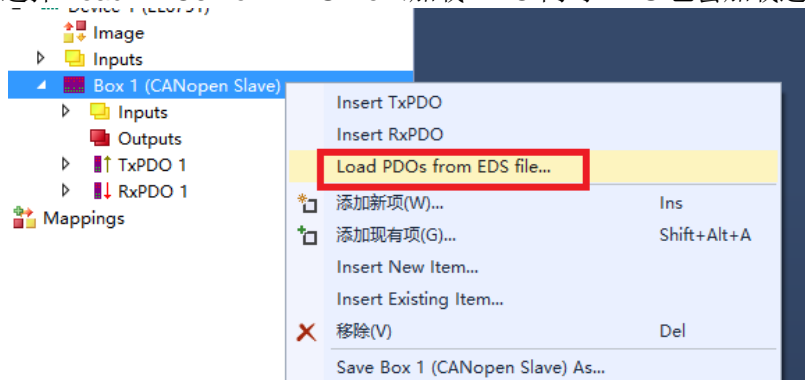 Image
Inputs
Box 1 (CANopen Slave)
Inputs
Outputs
TxPDO 1
RxPDO 1
Mappings
Insert TxPDO
Insert RxPDO
Load PDOs from EDS file...
添加新项(W)... Ins
添加现有项(G)... Shift+Alt+A
Insert New Item...
Insert Existing Item...
移除(V) Del
Save Box 1 (CANopen Slave) As...